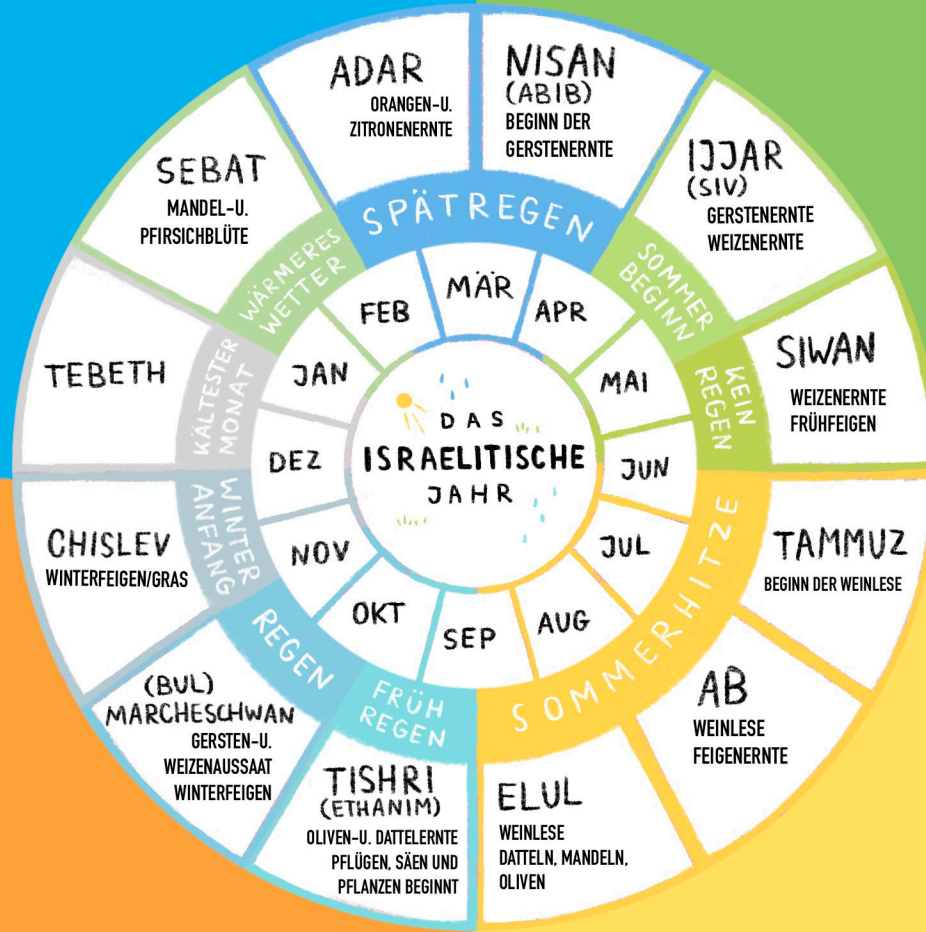 DAS
ISRAELITISCHE
JAHR
NISAN
(ABIB)
BEGINN DER
GERSTENERNTE
IJJAR
(SIV)
GERSTENERNTE
WEIZENERNTE
SIWAN
WEIZENERNTE
FRÜHFEIGEN
TAMMUZ
BEGINN DER WEINLESE
AB
WEINLESE
FEIGENERNTE
ELUL
WEINLESE
DATTELN, MANDELN,
OLIVEN
TISHRI
(ETHANIM)
OLIVEN-U. DATTELERNTE
PFLÜGEN, SÄEN UND
PFLANZEN BEGINNT
(BUL)
MARCHESCHWAN
GERSTEN-U.
WEIZENAUSSAAT
WINTERFEIGEN
CHISLEV
WINTERFEIGEN/GRAS
TEBETH
SEBAT
MANDEL-U.
PFIRSICHBLÜTE
ADAR
ORANGEN-U.
ZITRONENERNTE
SPÄTREGEN
SOMMER
BEGINN
KEIN
REGEN
SOMMERHITZE
FRÜH
REGEN
REGEN
WINTER
ANFANG
KÄLTESTER
MONAT
WÄRMERES
WETTER
JAN
FEB
MÄR
APR
MAI
JUN
JUL
AUG
SEP
OKT
NOV
DEZ